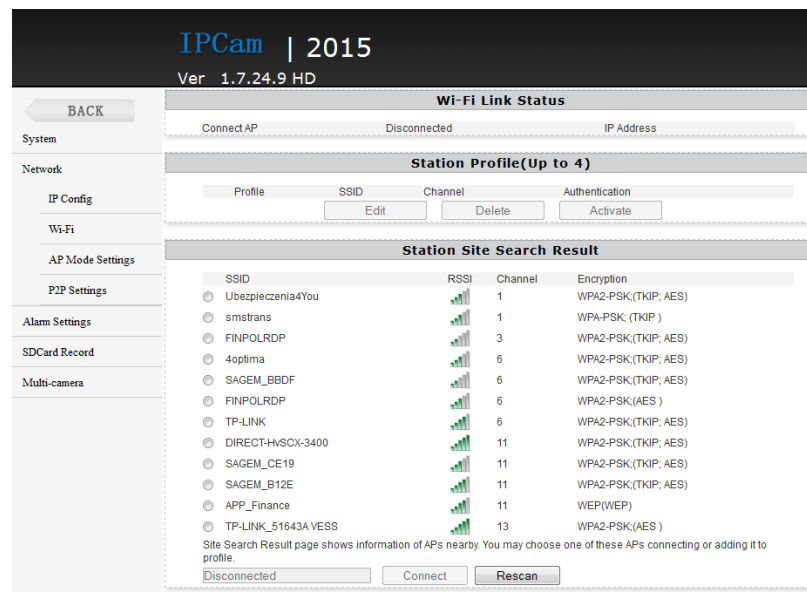 IPCam | 2015
Ver 1.7.24.9 HD
BACK
System
Network
IP Config
Wi-Fi
AP Mode Settings
P2P Settings
Alarm Settings
SDCard Record
Multi-camera
Wi-Fi Link Status
Connect AP Disconnected IP Address
Station Profile(Up to 4)
Profile SSID Channel Authentication
Edit Delete Activate
Station Site Search Result
SSID RSSI Channel Encryption
Ubezpieczenia4You 1 WPA2-PSK;(TKIP; AES)
smstrans 1 WPA-PSK; (TKIP )
FINPOLRDP 3 WPA2-PSK;(TKIP; AES)
4optima 6 WPA2-PSK;(TKIP; AES)
SAGEM_BBDF 6 WPA2-PSK;(TKIP; AES)
FINPOLRDP 6 WPA2-PSK;(AES )
TP-LINK 6 WPA2-PSK;(TKIP; AES)
DIRECT-HvSCX-3400 11 WPA2-PSK;(TKIP; AES)
SAGEM_CE19 11 WPA2-PSK;(TKIP; AES)
SAGEM_B12E 11 WPA2-PSK;(TKIP; AES)
APP_Finance 11 WEP(WEP)
TP-LINK_51643A VESS 13 WPA2-PSK;(AES )
Site Search Result page shows information of APs nearby. You may choose one of these APs connecting or adding it to
profile.
Disconnected Connect Rescan